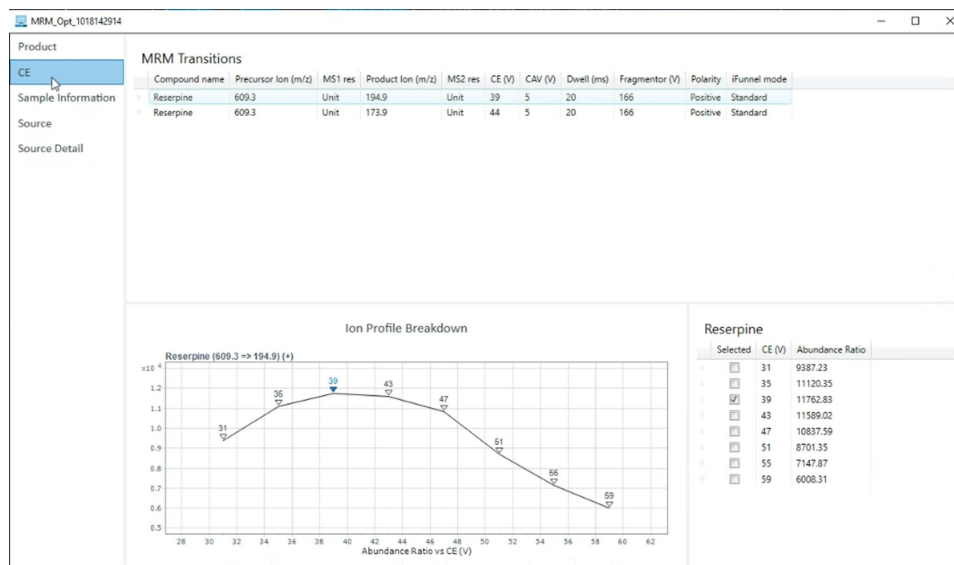 MRM_Opt_1018142914
Product
CE
Sample Information
Source
Source Detail
MRM Transitions
Compound name Precursor Ion (m/z) MS1 res Product Ion (m/z) MS2 res CE (V) CAV (V) Dwell (ms) Fragmentor (V) Polarity iFunnel mode
Reserpine 609.3 Unit 194.9 Unit 39 5 20 166 Positive Standard
Reserpine 609.3 Unit 173.9 Unit 44 5 20 166 Positive Standard
Ion Profile Breakdown
Reserpine (609.3 => 194.9) (+)
x10 4
1.2
1.1
1.0
0.9
0.8
0.7
0.6
0.5
31 35 39 43 47 51 55 59
28 30 32 34 36 38 40 42 44 46 48 50 52 54 56 58 60 62
Abundance Ratio vs CE (V)
Reserpine
Selected CE (V) Abundance Ratio
31 9387.23
35 11120.35
39 11762.83
43 11589.02
47 10837.59
51 8701.35
55 7147.87
59 6008.31